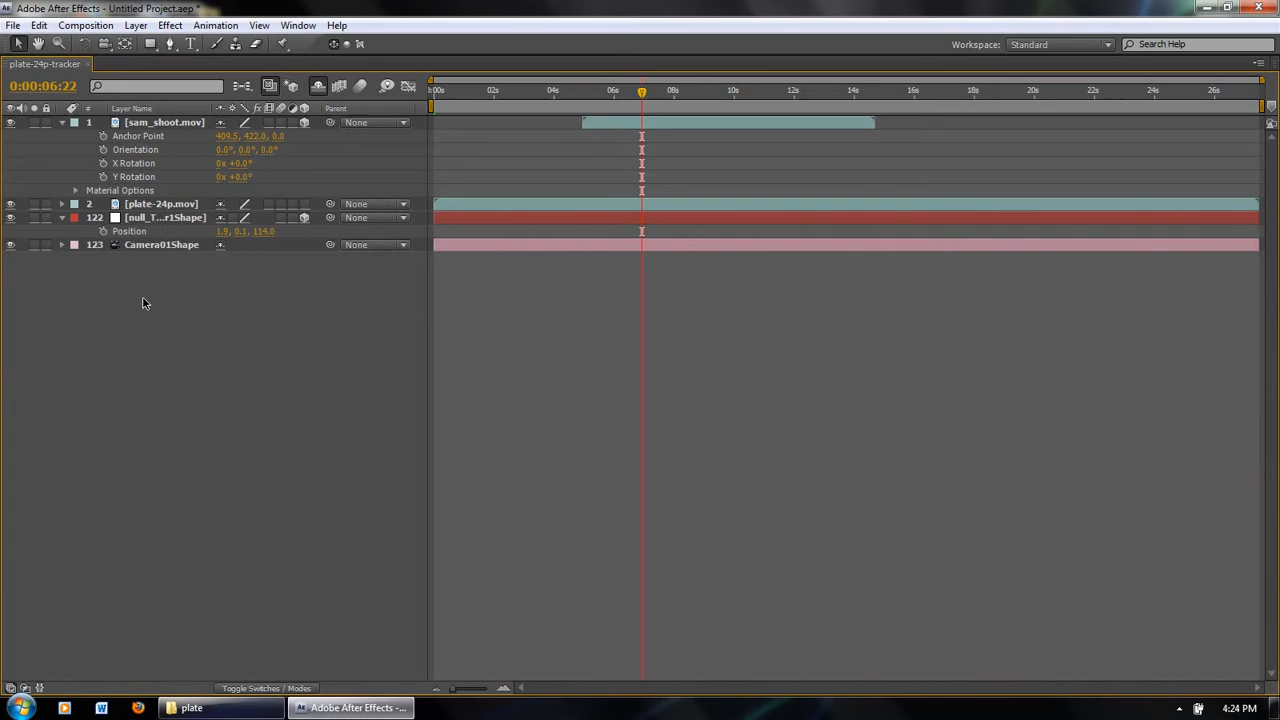 Adobe After Effects - Untitled Project.aep *
File Edit Composition Layer Effect Animation View Window Help
Workspace: Standard Search Help
plate-24p-tracker
0:00:06:22
:00s 02s 04s 06s 08s 10s 12s 14s 16s 18s 20s 22s 24s 26s
# Layer Name Parent
1 [sam_shoot.mov] None
Anchor Point 409.5, 422.0, 0.0
Orientation 0.0°, 0.0°, 0.0°
X Rotation 0x +0.0°
Y Rotation 0x +0.0°
Material Options
2 [plate-24p.mov] None
122 [null_T...r1Shape] None
Position 1.9, 0.1, 114.0
123 Camera01Shape None
Toggle Switches / Modes
plate Adobe After Effects -... 4:24 PM